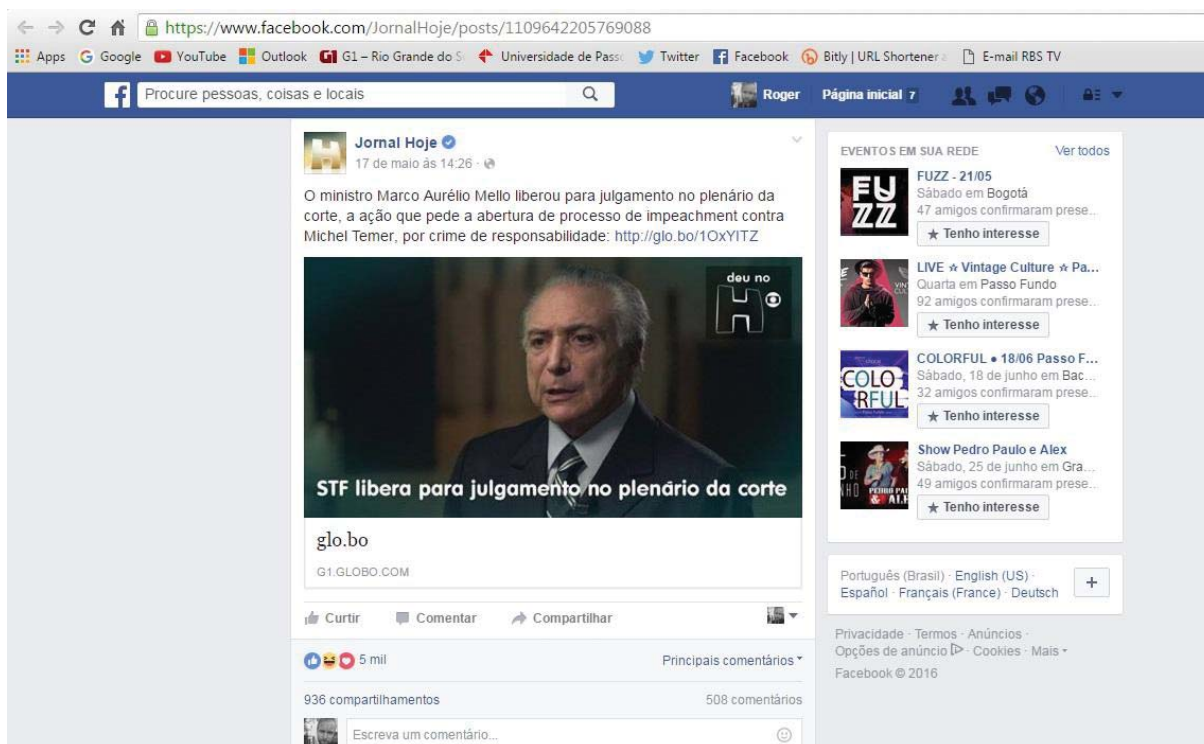 https://www.facebook.com/JornalHoje/posts/1109642205769088
Apps Google YouTube Outlook G1 – Rio Grande do S Universidade de Passo Twitter Facebook Bitly | URL Shortener E-mail RBS TV
Procure pessoas, coisas e locais Roger Página inicial 7
Jornal Hoje
17 de maio às 14:26 ·
O ministro Marco Aurélio Mello liberou para julgamento no plenário da
corte, a ação que pede a abertura de processo de impeachment contra
Michel Temer, por crime de responsabilidade: http://glo.bo/1OxYITZ
deu no
H
STF libera para julgamento no plenário da corte
glo.bo
G1.GLOBO.COM
Curtir Comentar Compartilhar
5 mil Principais comentários
936 compartilhamentos 508 comentários
Escreva um comentário...
EVENTOS EM SUA REDE Ver todos
FU
ZZ
FUZZ - 21/05
Sábado em Bogotá
47 amigos confirmaram prese...
★ Tenho interesse
LIVE ☆ Vintage Culture ☆ Pa...
Quarta em Passo Fundo
92 amigos confirmaram prese...
★ Tenho interesse
COLO
RFUL
COLORFUL ● 18/06 Passo F...
Sábado, 18 de junho em Bac...
32 amigos confirmaram prese...
★ Tenho interesse
Show Pedro Paulo e Alex
Sábado, 25 de junho em Gra...
49 amigos confirmaram prese...
★ Tenho interesse
Português (Brasil) · English (US) ·
Español · Français (France) · Deutsch
+
Privacidade · Termos · Anúncios ·
Opções de anúncio · Cookies · Mais
Facebook © 2016